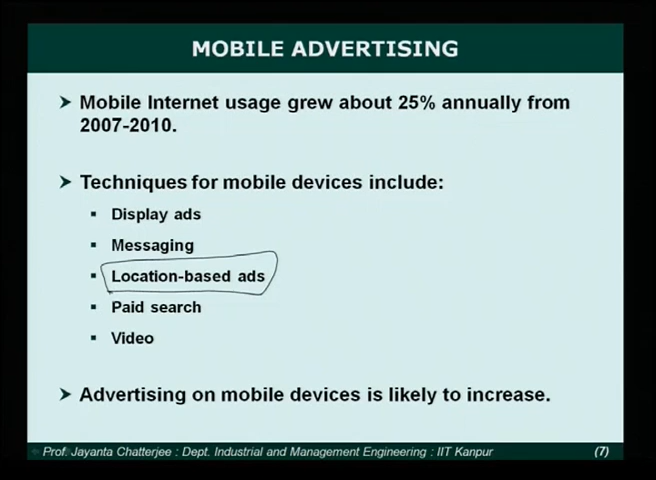 MOBILE ADVERTISING
➤ Mobile Internet usage grew about 25% annually from
2007-2010.
➤ Techniques for mobile devices include:
▪ Display ads
▪ Messaging
▪ Location-based ads
▪ Paid search
▪ Video
➤ Advertising on mobile devices is likely to increase.
Prof. Jayanta Chatterjee : Dept. Industrial and Management Engineering : IIT Kanpur (7)